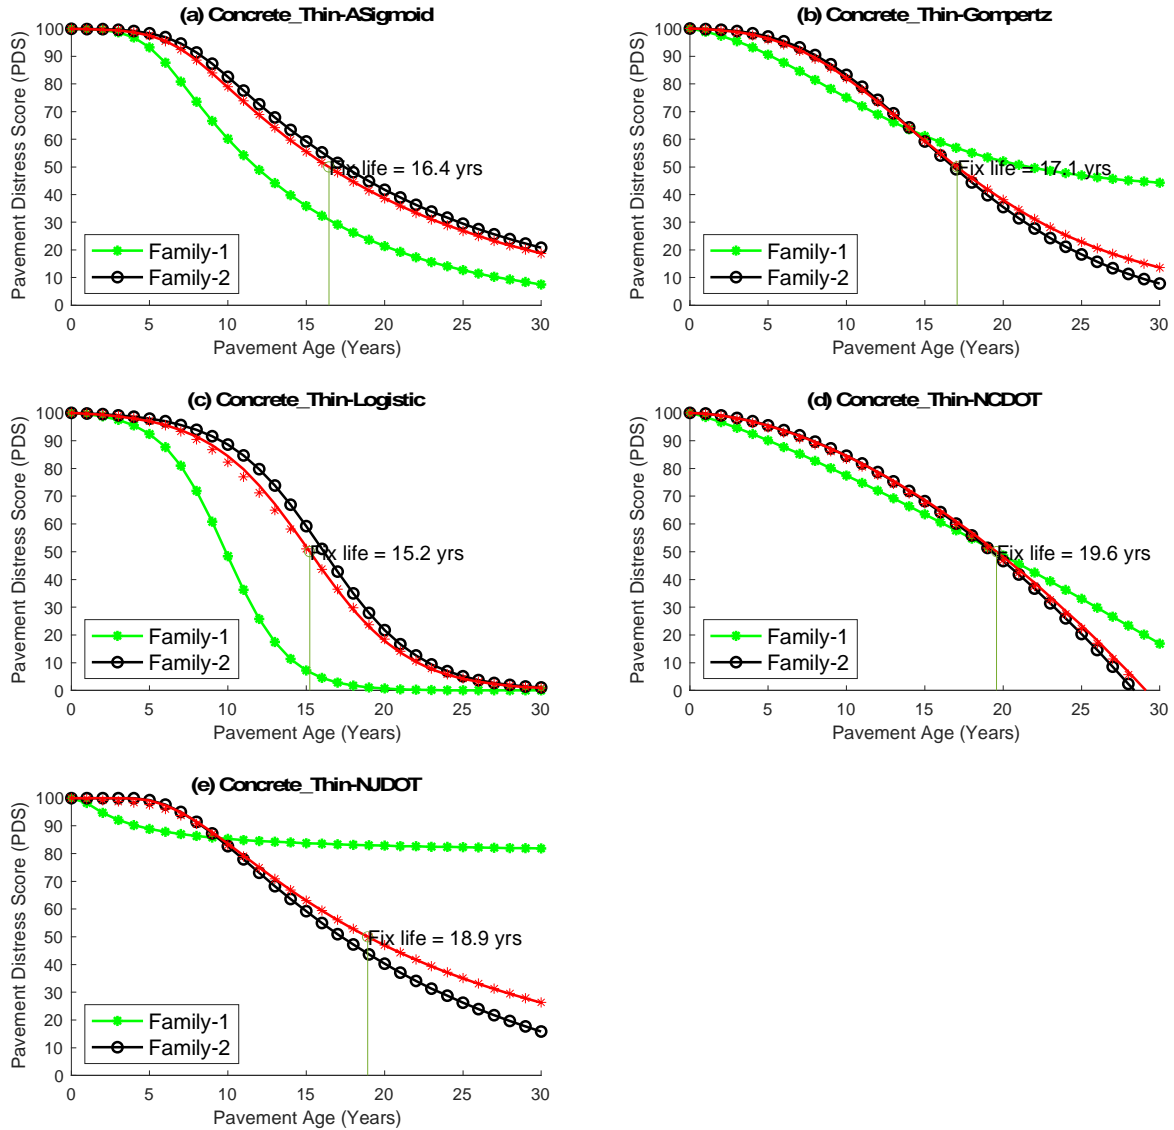 (a) Concrete_Thin-ASigmoid
Pavement Distress Score (PDS)
100
90
80
70
60
50
40
30
20
10
0
Fix life = 16.4 yrs
Family-1
Family-2
0 5 10 15 20 25 30
Pavement Age (Years)
(b) Concrete_Thin-Gompertz
Pavement Distress Score (PDS)
100
90
80
70
60
50
40
30
20
10
0
Fix life = 17.1 yrs
Family-1
Family-2
0 5 10 15 20 25 30
Pavement Age (Years)
(c) Concrete_Thin-Logistic
Pavement Distress Score (PDS)
100
90
80
70
60
50
40
30
20
10
0
Fix life = 15.2 yrs
Family-1
Family-2
0 5 10 15 20 25 30
Pavement Age (Years)
(d) Concrete_Thin-NCDOT
Pavement Distress Score (PDS)
100
90
80
70
60
50
40
30
20
10
0
Fix life = 19.6 yrs
Family-1
Family-2
0 5 10 15 20 25 30
Pavement Age (Years)
(e) Concrete_Thin-NJDOT
Pavement Distress Score (PDS)
100
90
80
70
60
50
40
30
20
10
0
Fix life = 18.9 yrs
Family-1
Family-2
0 5 10 15 20 25 30
Pavement Age (Years)